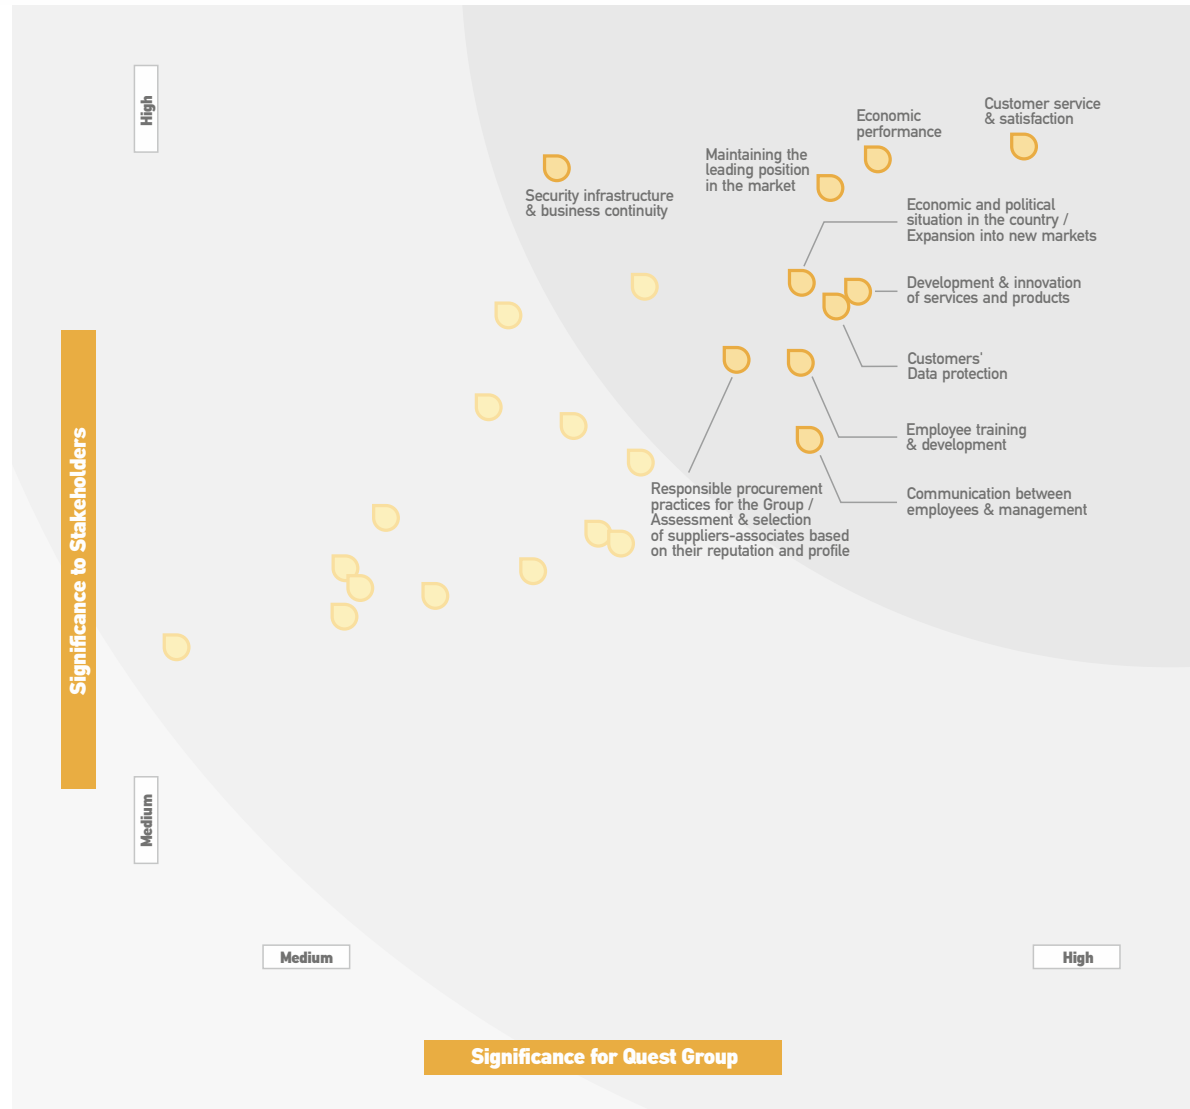 High
Customer service
& satisfaction
Economic
performance
Maintaining the
leading position
in the market
Security infrastructure
& business continuity
Economic and political
situation in the country /
Expansion into new markets
Development & innovation
of services and products
Customers'
Data protection
Employee training
& development
Communication between
employees & management
Responsible procurement
practices for the Group /
Assessment & selection
of suppliers-associates based
on their reputation and profile
Significance to Stakeholders
Medium
Medium
High
Significance for Quest Group